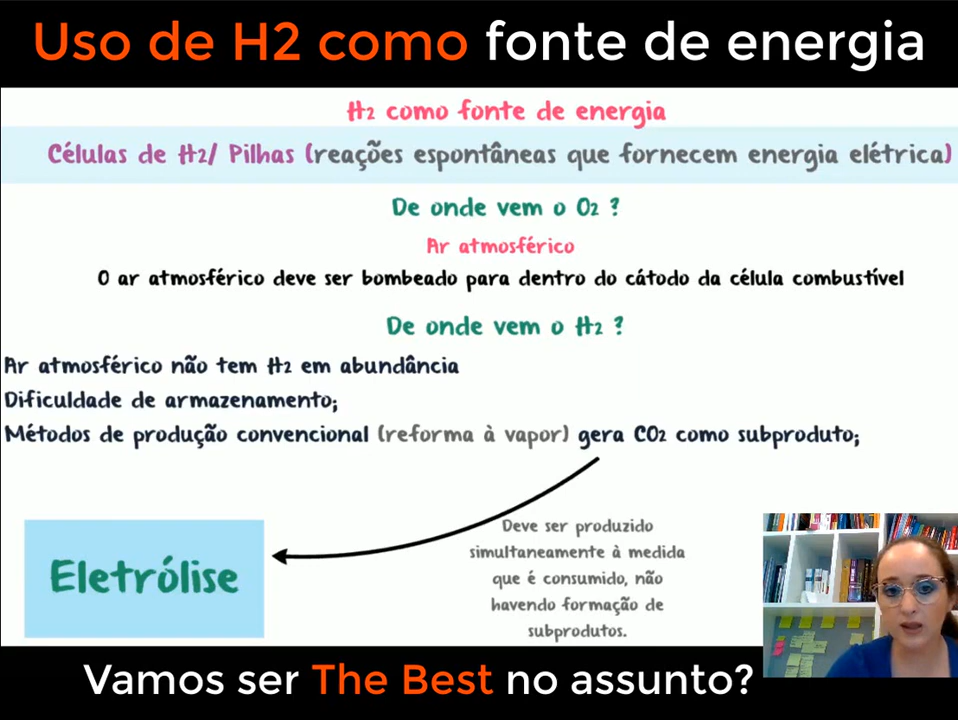 Uso de H2 como fonte de energia
H2 como fonte de energia
Células de H2/ Pilhas (reações espontâneas que fornecem energia elétrica)
De onde vem o O2 ?
Ar atmosférico
O ar atmosférico deve ser bombeado para dentro do cátodo da célula combustível
De onde vem o H2 ?
Ar atmosférico não tem H2 em abundância
Dificuldade de armazenamento;
Métodos de produção convencional (reforma à vapor) gera CO2 como subproduto;
Deve ser produzido
simultaneamente à medida
que é consumido, não
havendo formação de
subprodutos.
Eletrólise
Vamos ser The Best no assunto?